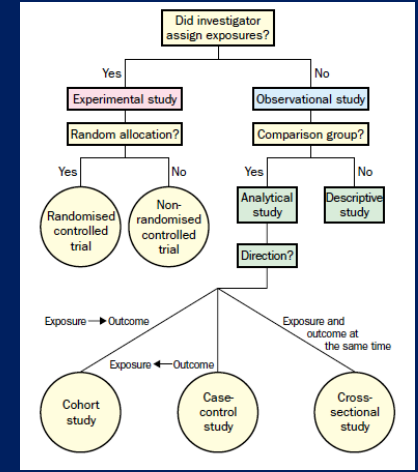 Did investigator
assign exposures?
Yes
No
Experimental study
Observational study
Random allocation?
Comparison group?
Yes
No
Yes
No
Randomised
controlled
trial
Non-
randomised
controlled
trial
Analytical
study
Descriptive
study
Direction?
Exposure → Outcome
Exposure ← Outcome
Exposure and
outcome at
the same time
Cohort
study
Case-
control
study
Cross-
sectional
study